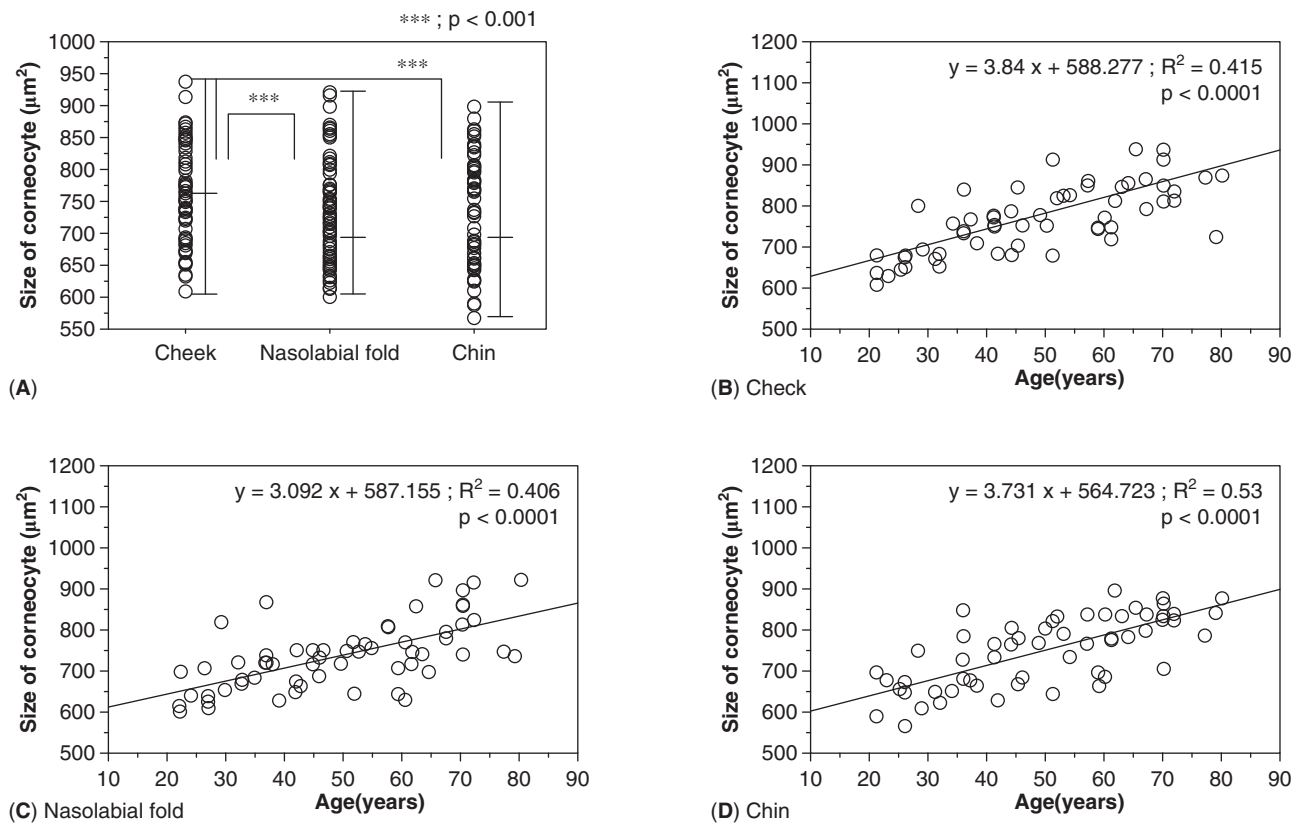 *** ; p < 0.001
Size of corneocyte (μm²)
1000
950
900
850
800
750
700
650
600
550
***
***
Cheek Nasolabial fold Chin
(A)
Size of corneocyte (μm²)
1200
1100
1000
900
800
700
600
500
y = 3.84 x + 588.277 ; R² = 0.415
p < 0.0001
10 20 30 40 50 60 70 80 90
Age(years)
(B) Check
Size of corneocyte (μm²)
1200
1100
1000
900
800
700
600
500
y = 3.092 x + 587.155 ; R² = 0.406
p < 0.0001
10 20 30 40 50 60 70 80 90
Age(years)
(C) Nasolabial fold
Size of corneocyte (μm²)
1200
1100
1000
900
800
700
600
500
y = 3.731 x + 564.723 ; R² = 0.53
p < 0.0001
10 20 30 40 50 60 70 80 90
Age(years)
(D) Chin